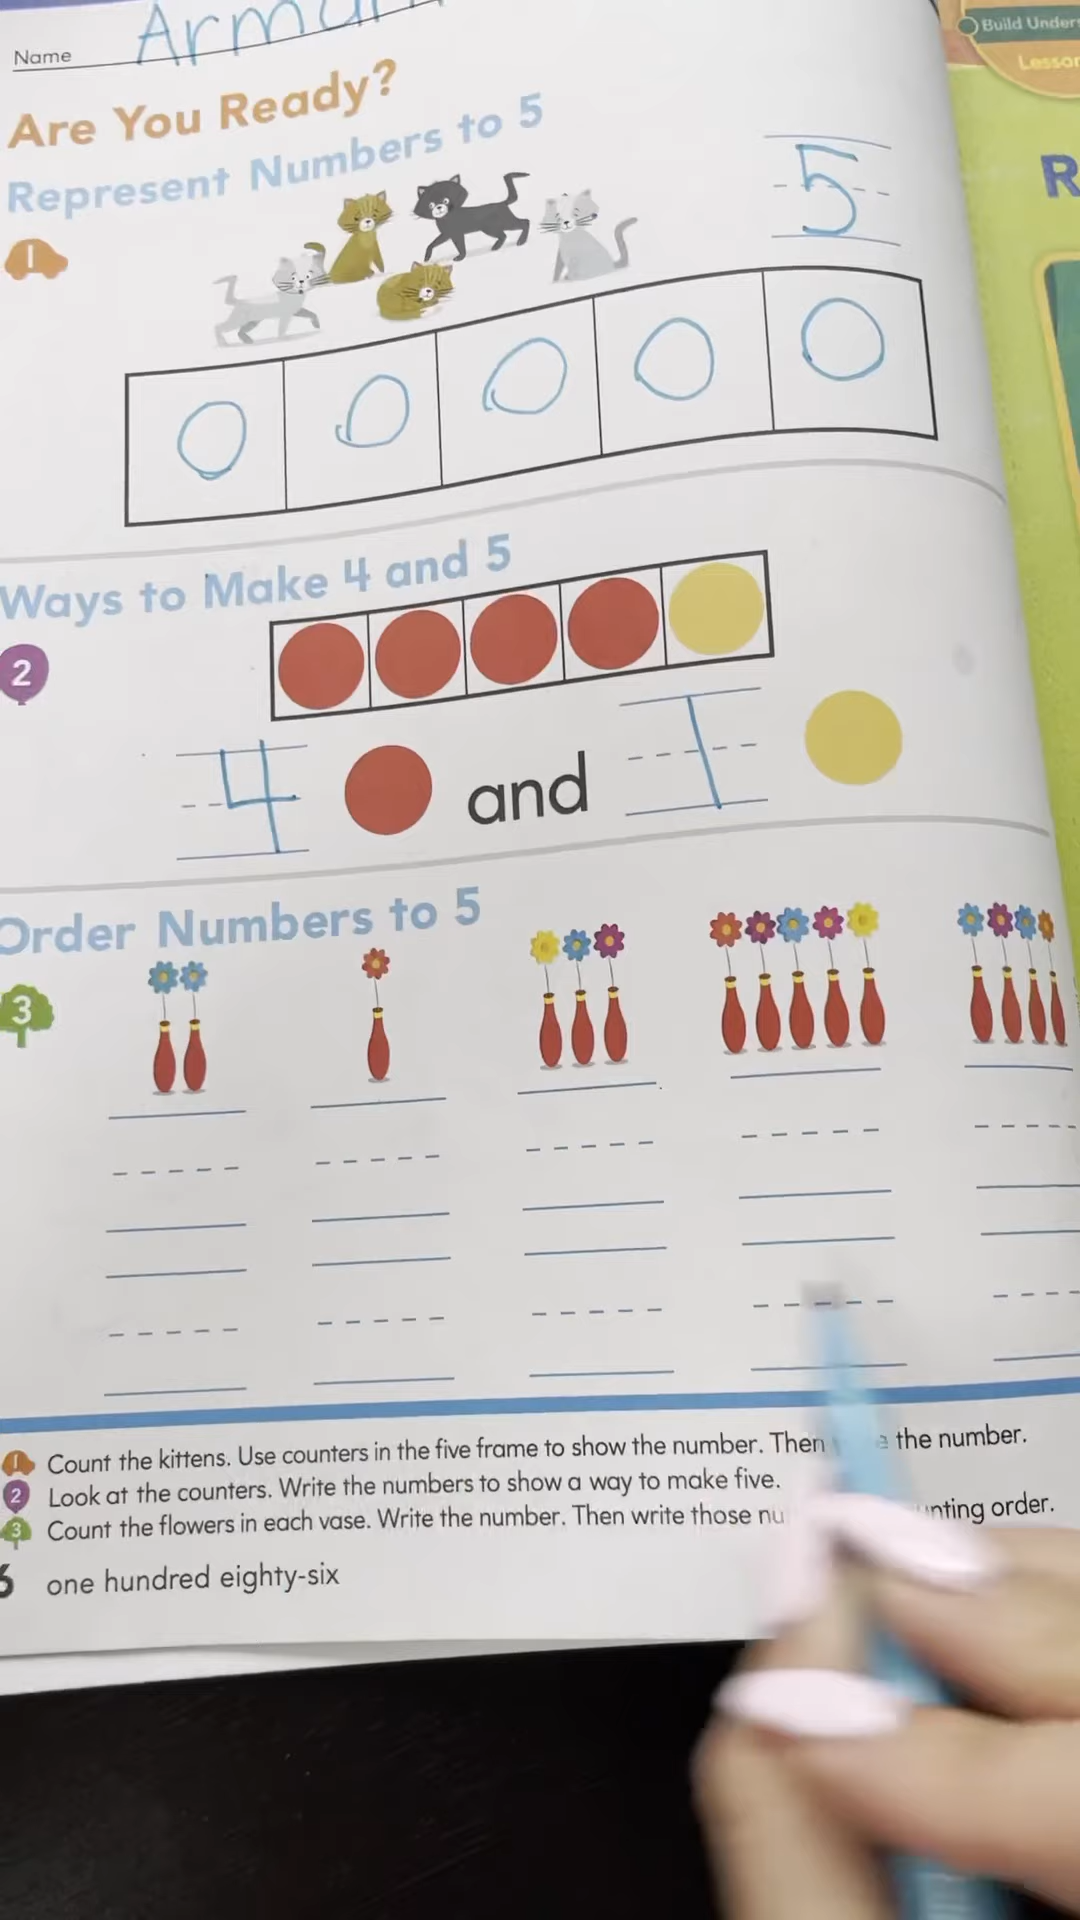 Name Arm
Are You Ready?
Represent Numbers to 5
5
1
Ways to Make 4 and 5
2
4 and 1
Order Numbers to 5
3
1 Count the kittens. Use counters in the five frame to show the number. Then the number.
2 Look at the counters. Write the numbers to show a way to make five.
3 Count the flowers in each vase. Write the number. Then write those nu nting order.
6 one hundred eighty-six
Build Under
Lesson
R